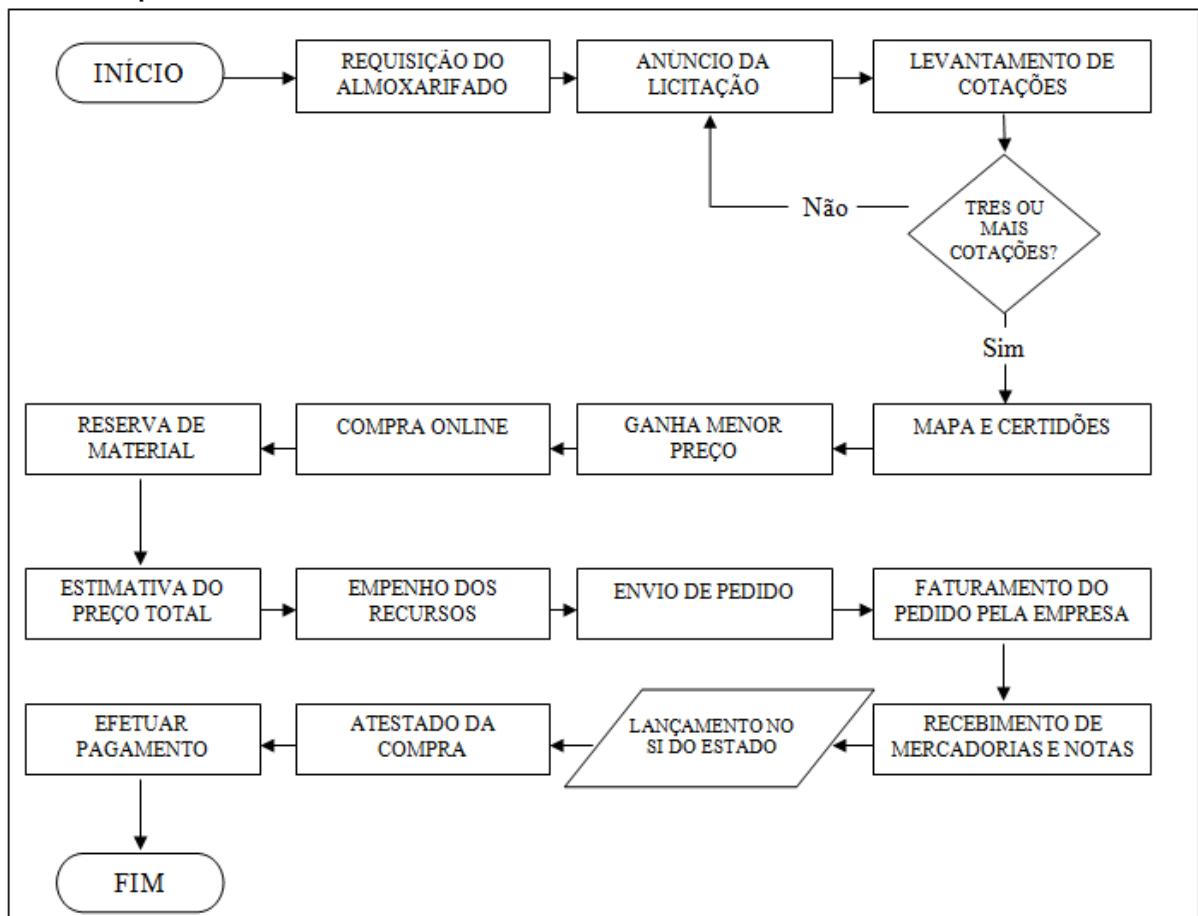 INÍCIO
REQUISIÇÃO DO
ALMOXARIFADO
ANÚNCIO DA
LICITAÇÃO
LEVANTAMENTO DE
COTAÇÕES
TRES OU
MAIS
COTAÇÕES?
Não
Sim
MAPA E CERTIDÕES
GANHA MENOR
PREÇO
COMPRA ONLINE
RESERVA DE
MATERIAL
ESTIMATIVA DO
PREÇO TOTAL
EMPENHO DOS
RECURSOS
ENVIO DE PEDIDO
FATURAMENTO DO
PEDIDO PELA EMPRESA
RECEBIMENTO DE
MERCADORIAS E NOTAS
LANÇAMENTO NO
SI DO ESTADO
ATESTADO DA
COMPRA
EFETUAR
PAGAMENTO
FIM